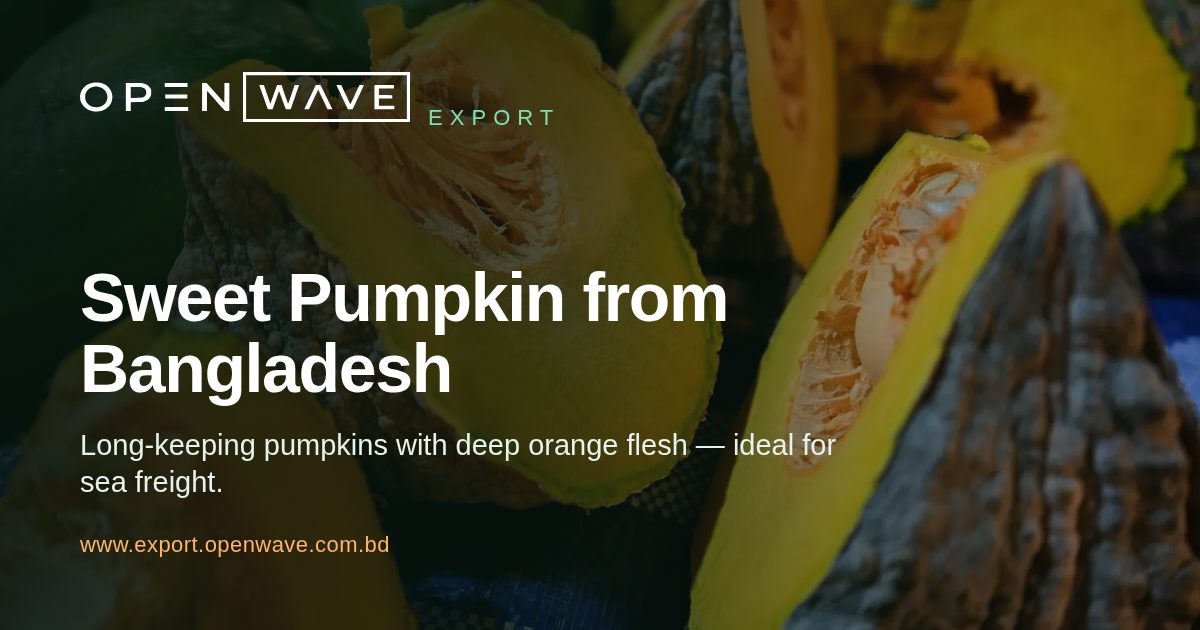 OPEN WAVE EXPORT
Sweet Pumpkin from
Bangladesh
Long-keeping pumpkins with deep orange flesh — ideal for
sea freight.
www.export.openwave.com.bd